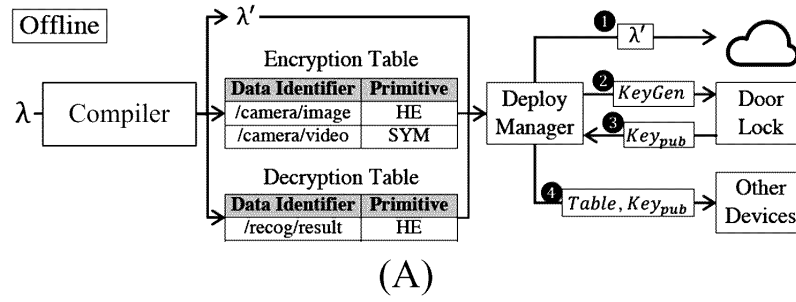 Offline
λ
Compiler
λ′
Encryption Table
Data Identifier Primitive
/camera/image HE
/camera/video SYM
Decryption Table
Data Identifier Primitive
/recog/result HE
Deploy
Manager
1 λ′
2 KeyGen
3 Key_pub
Door
Lock
4 Table, Key_pub
Other
Devices
(A)